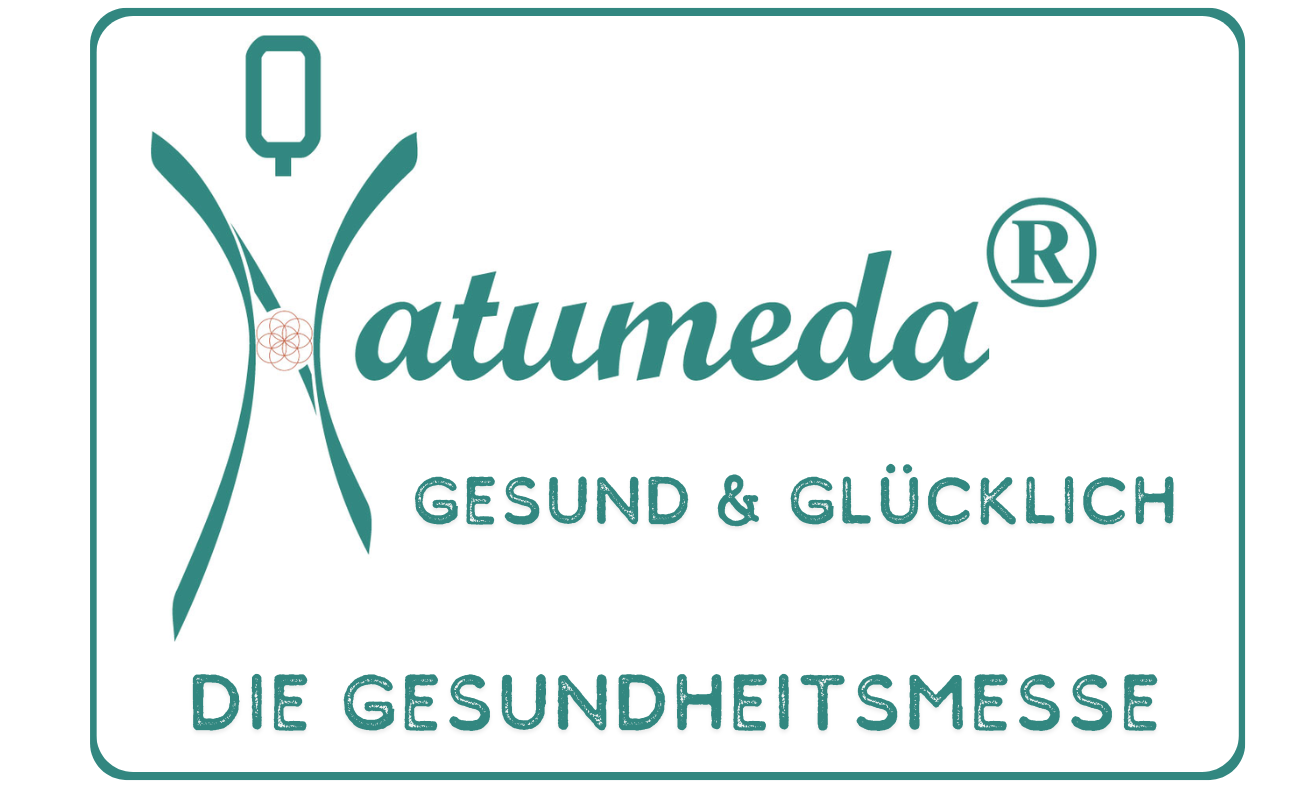 Natumeda®
GESUND & GLÜCKLICH
DIE GESUNDHEITSMESSE